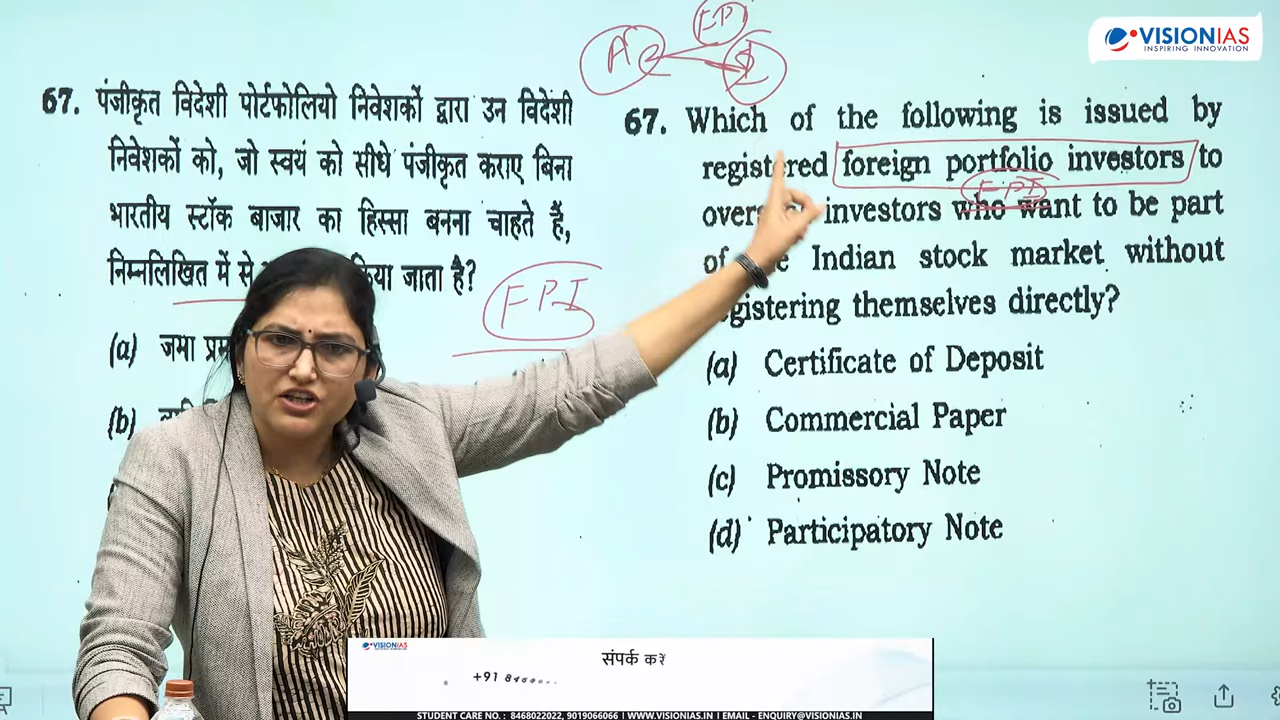 VISIONIAS
INSPIRING INNOVATION
A
FPI
I
67. पंजीकृत विदेशी पोर्टफोलियो निवेशकों द्वारा उन विदेशी
निवेशकों को, जो स्वयं को सीधे पंजीकृत कराए बिना
भारतीय स्टॉक बाजार का हिस्सा बनना चाहते हैं,
निम्नलिखित में से जाता है?
FPI
(a) जमा
(b)
67. Which of the following is issued by
registered foreign portfolio investors to
FPI
investors who want to be part
of Indian stock market without
themselves directly?
(a) Certificate of Deposit
(b) Commercial Paper
(c) Promissory Note
(d) Participatory Note
VISIONIAS
संपर्क करें
+91
STUDENT CARE NO. : 8468022022, 9019066066 | WWW.VISIONIAS.IN | EMAIL - ENQUIRY@VISIONIAS.IN